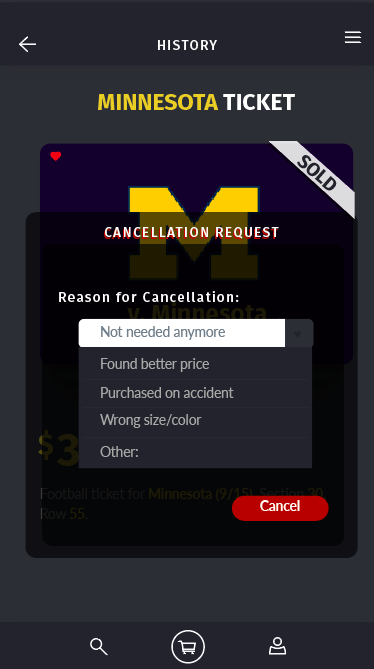 HISTORY
MINNESOTA TICKET
SOLD
M
CANCELLATION REQUEST
v. Minnesota
Reason for Cancellation:
Not needed anymore
Found better price
Purchased on accident
Wrong size/color
Other:
$3
Football ticket for Minnesota (9/15). Section 30,
Row 55.
Cancel